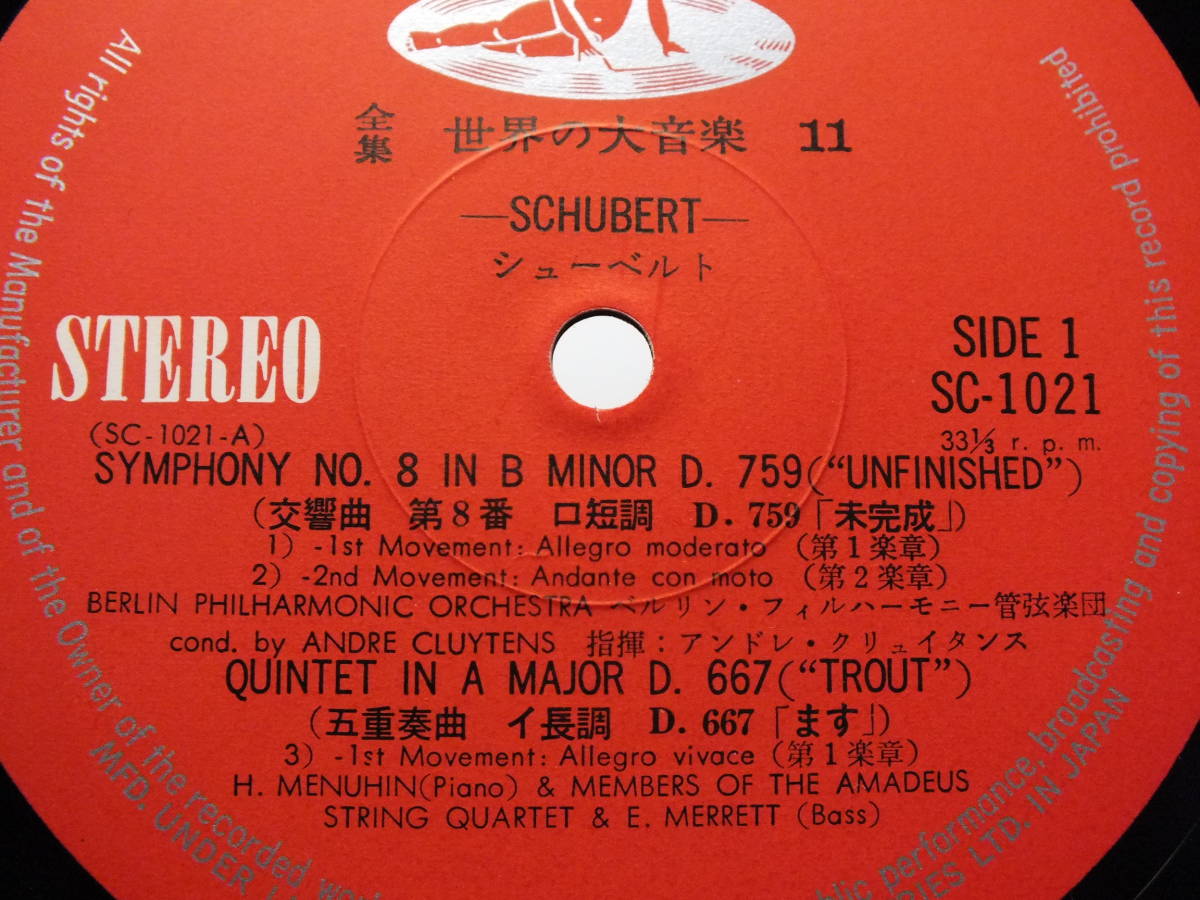 全集 世界の大音楽 11
—SCHUBERT—
シューベルト
STEREO
(SC-1021-A)
SIDE 1
SC-1021
33⅓ r. p. m.
SYMPHONY NO. 8 IN B MINOR D. 759(“UNFINISHED”)
(交響曲 第8番 ロ短調 D. 759「未完成」)
1) -1st Movement: Allegro moderato (第1楽章)
2) -2nd Movement: Andante con moto (第2楽章)
BERLIN PHILHARMONIC ORCHESTRA ベルリン・フィルハーモニー管弦楽団
cond. by ANDRE CLUYTENS 指揮：アンドレ・クリュイタンス
QUINTET IN A MAJOR D. 667(“TROUT”)
(五重奏曲 イ長調 D. 667「ます」)
3) -1st Movement: Allegro vivace (第1楽章)
H. MENUHIN(Piano) & MEMBERS OF THE AMADEUS
STRING QUARTET & E. MERRETT (Bass)
All rights of the Manufacturer and of the Owner of the recorded
public performance, broadcasting and copying of this record prohibited
MFD. UNDER
LTD. IN JAPAN